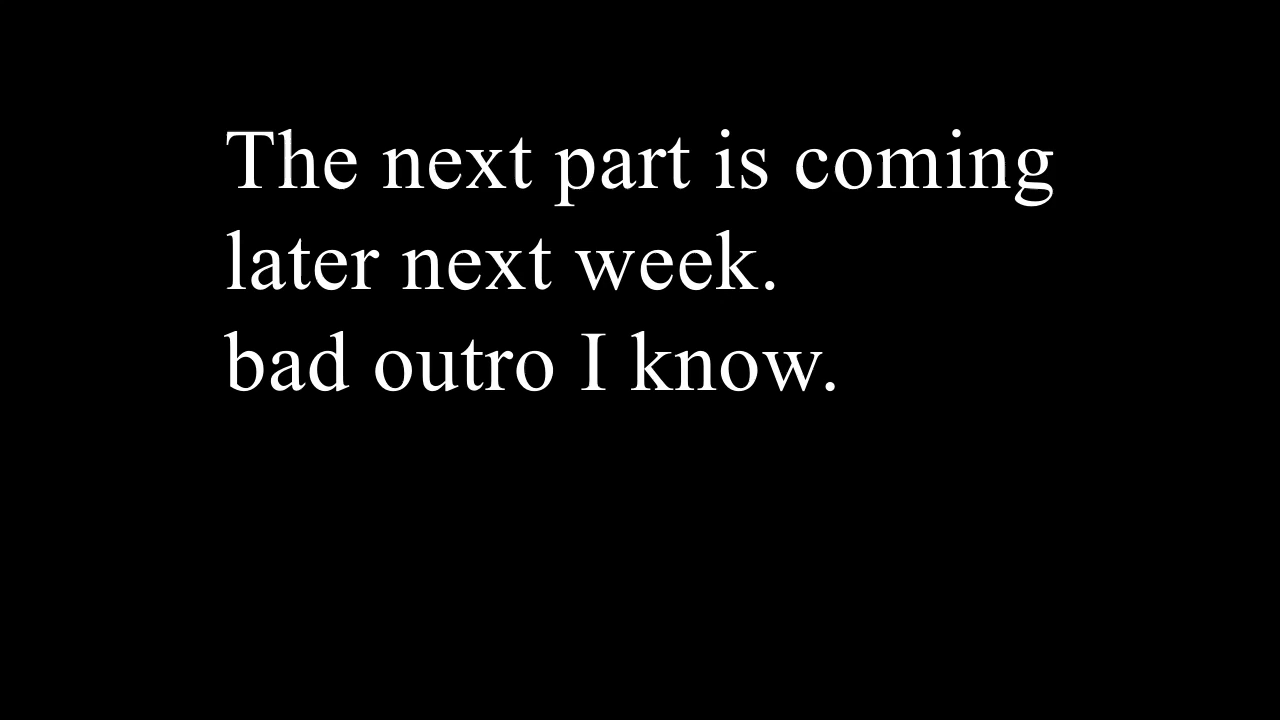 The next part is coming
later next week.
bad outro I know.